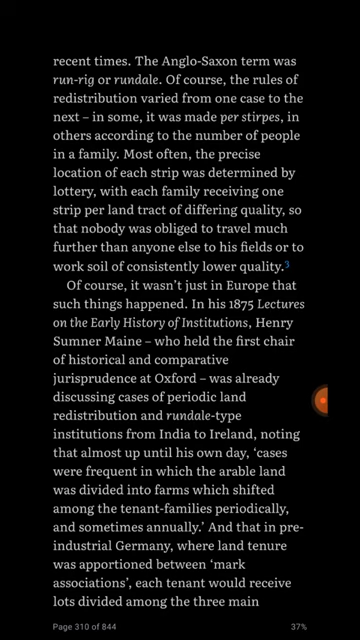 recent times. The Anglo-Saxon term was
run-rig or rundale. Of course, the rules of
redistribution varied from one case to the
next – in some, it was made per stirpes, in
others according to the number of people
in a family. Most often, the precise
location of each strip was determined by
lottery, with each family receiving one
strip per land tract of differing quality, so
that nobody was obliged to travel much
further than anyone else to his fields or to
work soil of consistently lower quality.3
Of course, it wasn’t just in Europe that
such things happened. In his 1875 Lectures
on the Early History of Institutions, Henry
Sumner Maine – who held the first chair
of historical and comparative
jurisprudence at Oxford – was already
discussing cases of periodic land
redistribution and rundale-type
institutions from India to Ireland, noting
that almost up until his own day, ‘cases
were frequent in which the arable land
was divided into farms which shifted
among the tenant-families periodically,
and sometimes annually.’ And that in pre-
industrial Germany, where land tenure
was apportioned between ‘mark
associations’, each tenant would receive
lots divided among the three main
Page 310 of 844
37%